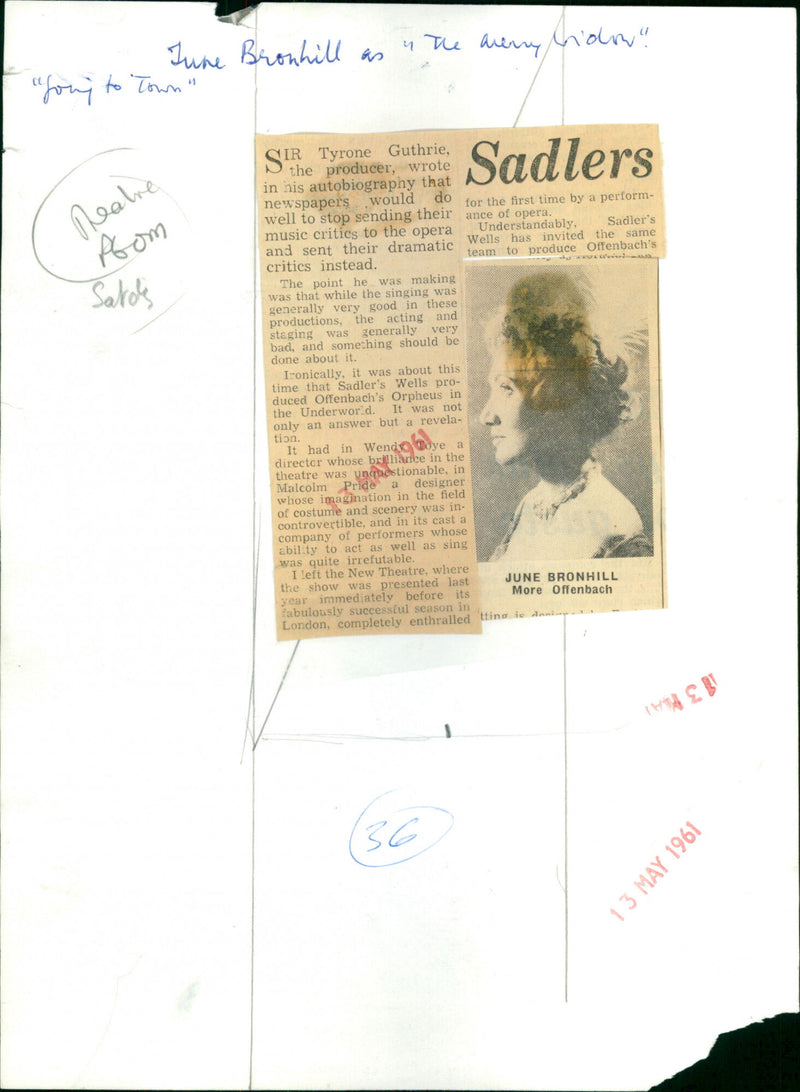 June Bronhill as "The Merry Widow".
"Going to Town"
Theatre
Room
SIR Tyrone Guthrie,
the producer, wrote
in his autobiography that
newspapers would do
well to stop sending their
music critics to the opera
and sent their dramatic
critics instead.
The point he was making
was that while the singing was
generally very good in these
productions, the acting and
staging was generally very
bad, and something should be
done about it.
Ironically, it was about this
time that Sadler's Wells pro-
duced Offenbach's Orpheus in
the Underworld. It was not
only an answer but a revela-
tion.
It had in Wendy Toye a
director whose brilliance in the
theatre was unquestionable, in
Malcolm Pride a designer
whose imagination in the field
of costume and scenery was in-
controvertible, and in its cast a
company of performers whose
ability to act as well as sing
was quite irrefutable.
I left the New Theatre, where
the show was presented last
year immediately before its
fabulously successful season in
London, completely enthralled
13 MAY 1961
Sadlers
for the first time by a perform-
ance of opera.
Understandably, Sadler's
Wells has invited the same
team to produce Offenbach's
JUNE BRONHILL
More Offenbach
tting is
13 MAY
36
13 MAY 1961